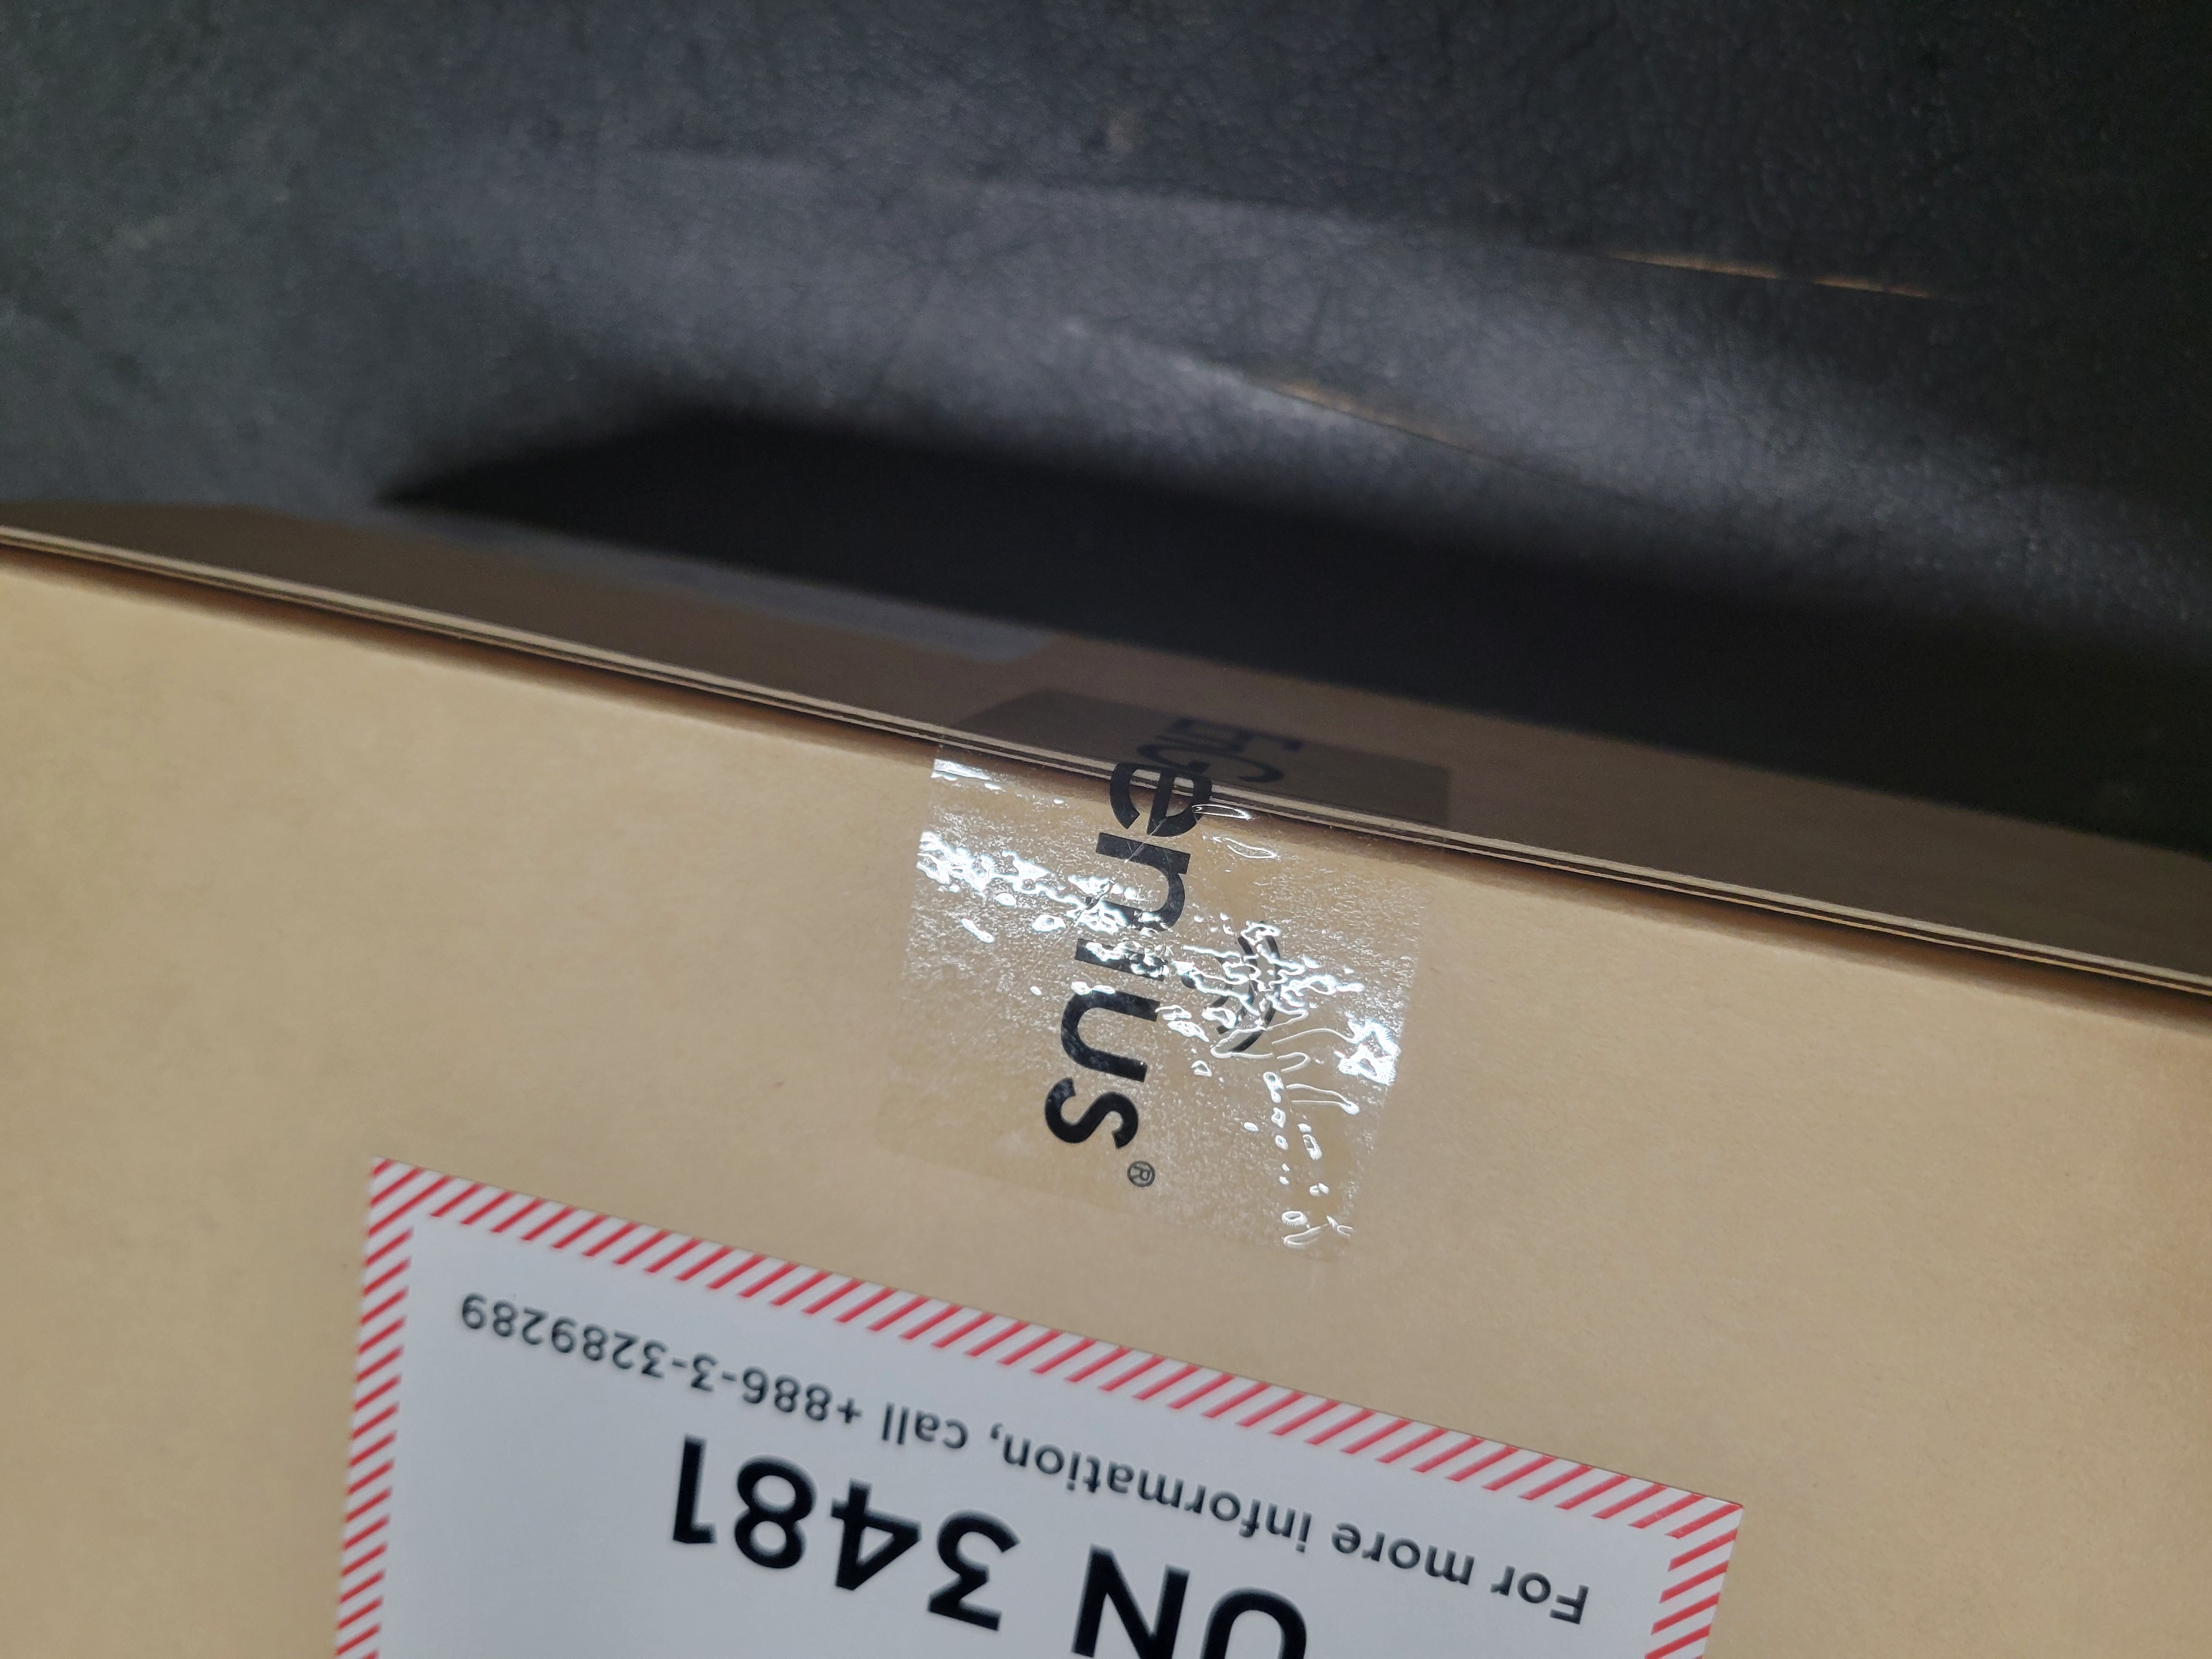 enius®
For more information, call +886-3-3289289
UN 3481